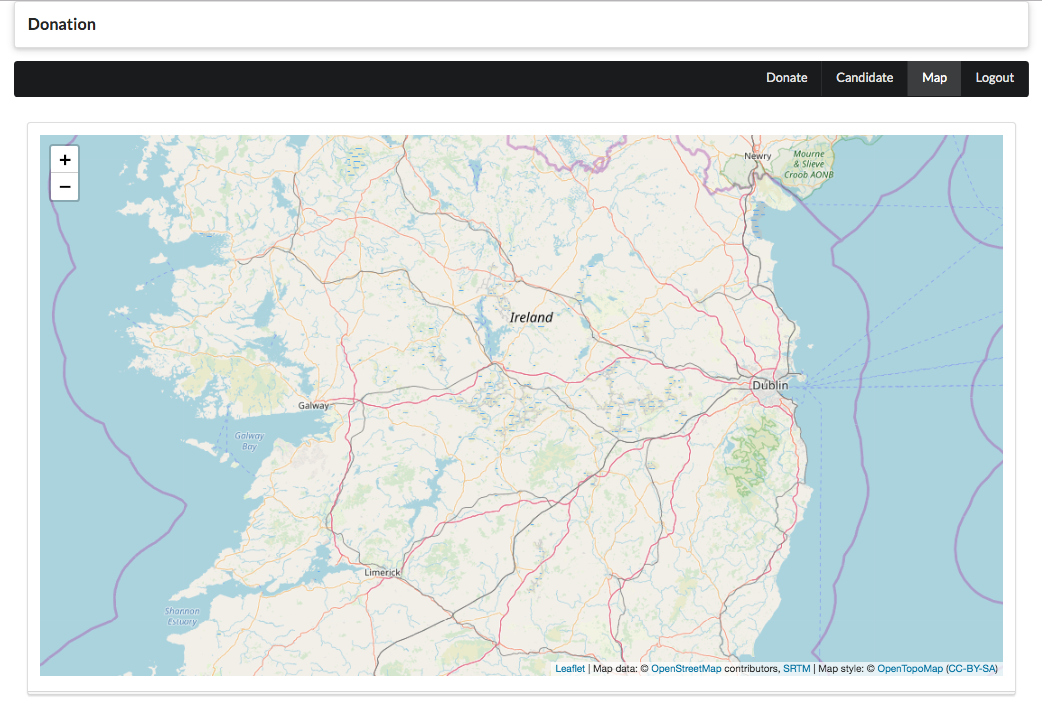 Donation
Donate Candidate Map Logout
+
−
Newry
Mourne
& Slieve
Croob AONB
Ireland
Dublin
Galway
Galway
Bay
Limerick
Shannon
Estuary
Leaflet | Map data: © OpenStreetMap contributors, SRTM | Map style: © OpenTopoMap (CC-BY-SA)